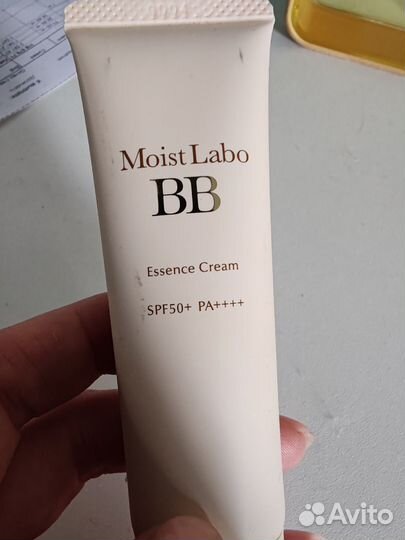 Moist Labo
BB
Essence Cream
SPF50+ PA++++
Avito